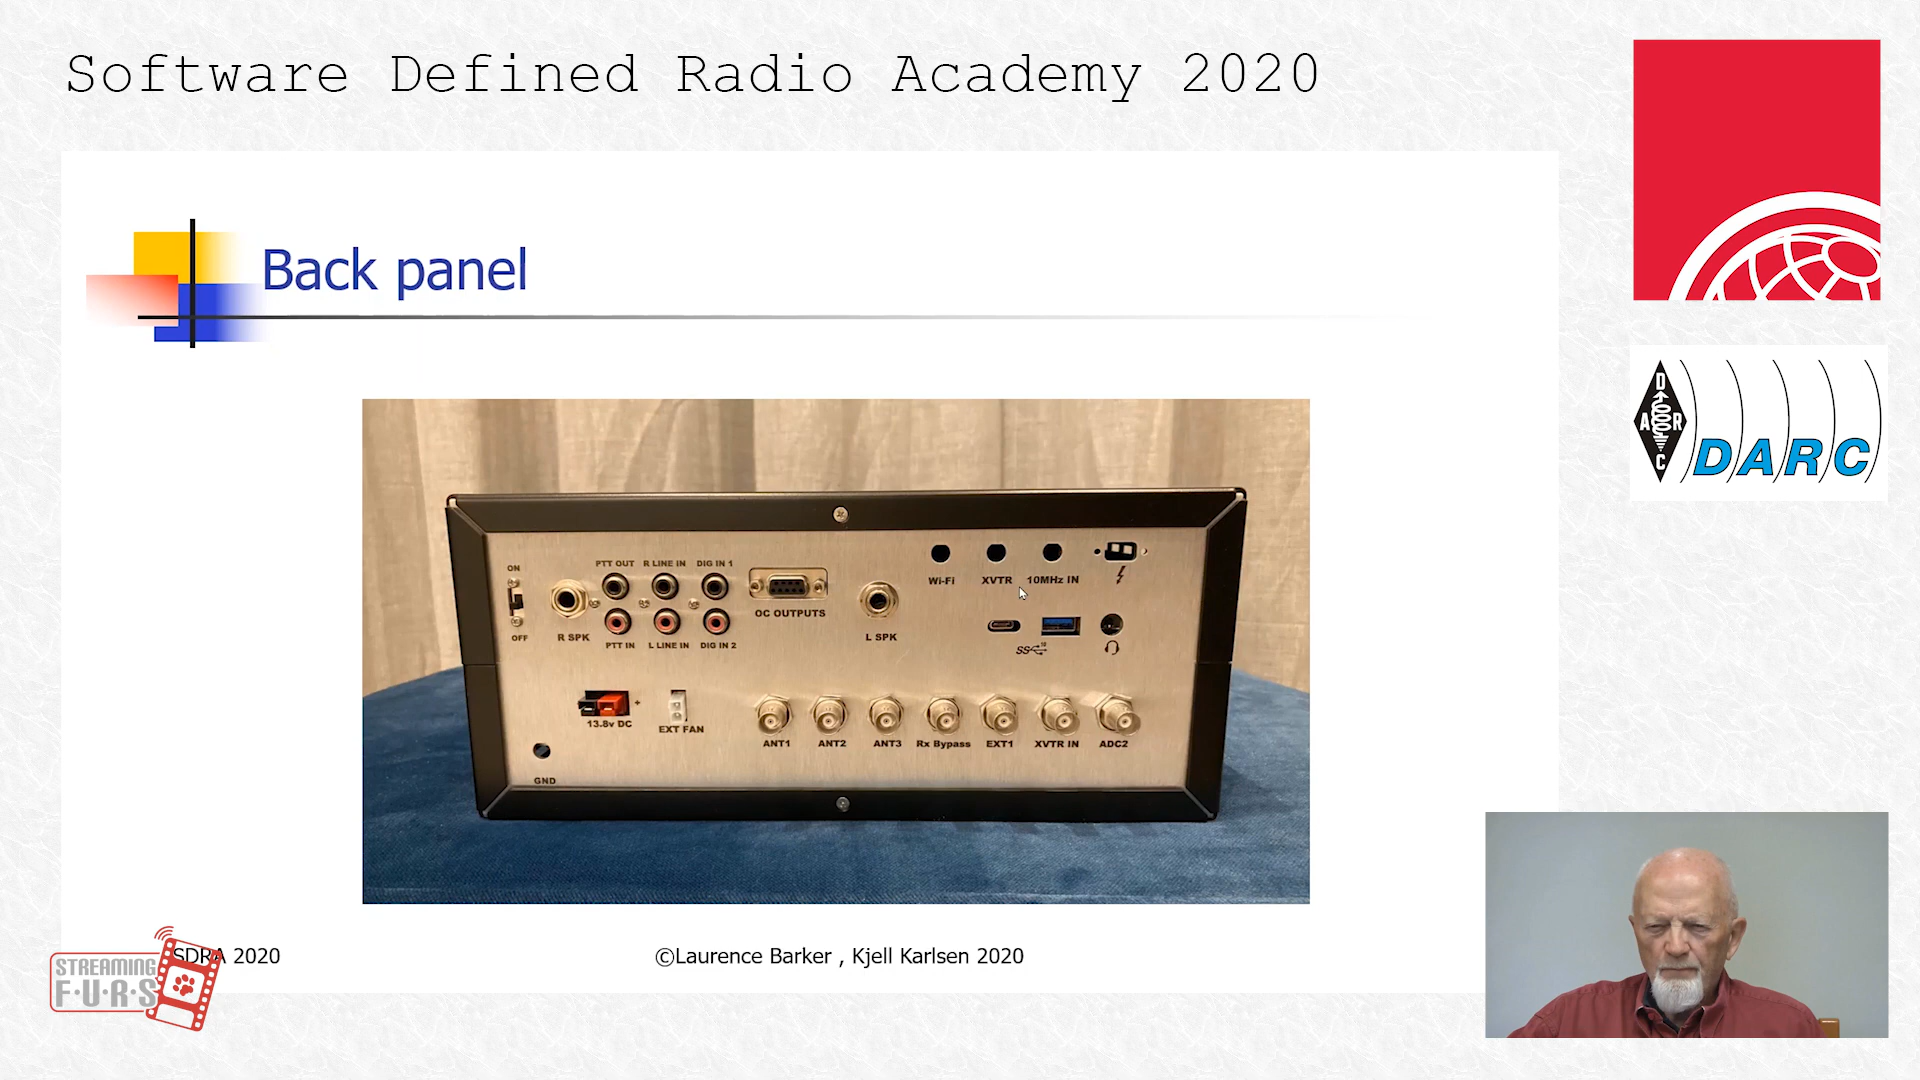 Software Defined Radio Academy 2020
Back panel
ON
OFF
R SPK
PTT OUT R LINE IN DIG IN 1
PTT IN L LINE IN DIG IN 2
OC OUTPUTS
L SPK
Wi-Fi XVTR 10MHz IN
SS 10
13.8v DC
+
EXT FAN
GND
ANT1 ANT2 ANT3 Rx Bypass EXT1 XVTR IN ADC2
SDRA 2020
©Laurence Barker , Kjell Karlsen 2020
STREAMING
F·U·R·S
D
A R
C
DARC